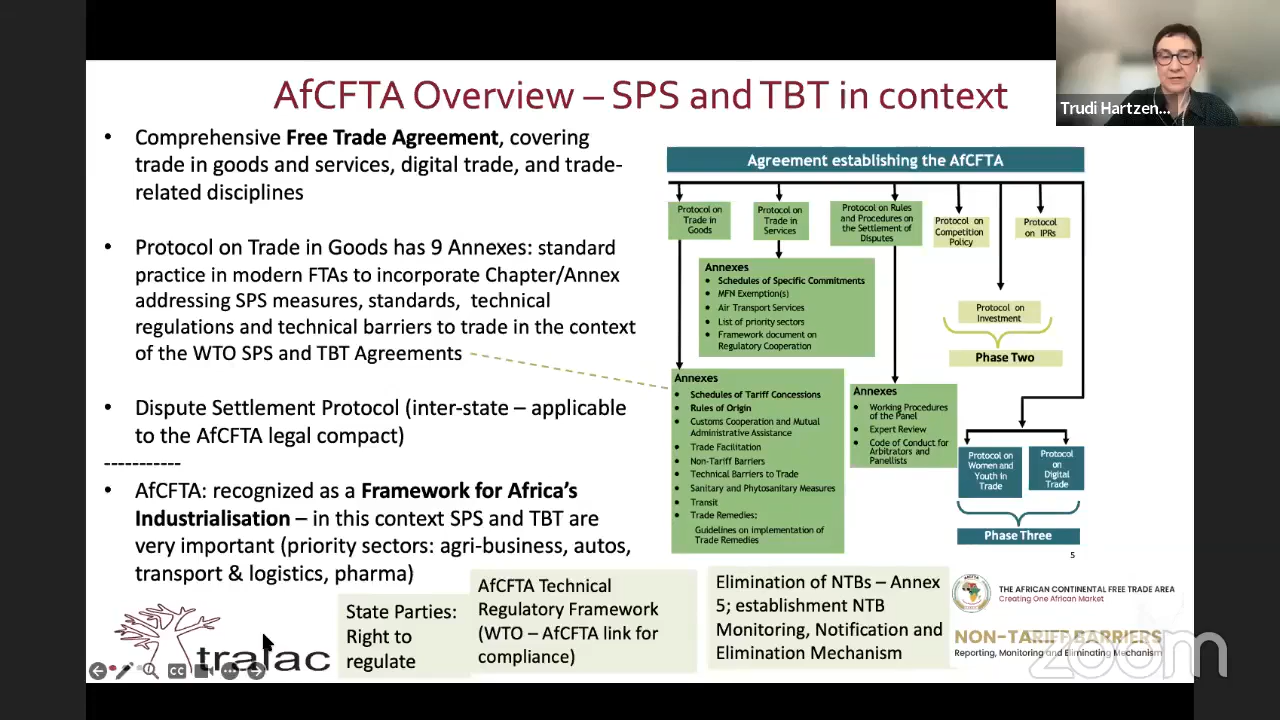 AfCFTA Overview – SPS and TBT in context
Trudi Hartzen...
• Comprehensive Free Trade Agreement, covering
trade in goods and services, digital trade, and trade-
related disciplines
• Protocol on Trade in Goods has 9 Annexes: standard
practice in modern FTAs to incorporate Chapter/Annex
addressing SPS measures, standards, technical
regulations and technical barriers to trade in the context
of the WTO SPS and TBT Agreements
• Dispute Settlement Protocol (inter-state – applicable
to the AfCFTA legal compact)
-----------
• AfCFTA: recognized as a Framework for Africa's
Industrialisation – in this context SPS and TBT are
very important (priority sectors: agri-business, autos,
transport & logistics, pharma)
Agreement establishing the AfCFTA
Protocol on
Trade in
Goods
Protocol on
Trade in
Services
Protocol on Rules
and Procedures on
the Settlement of
Disputes
Protocol on
Competition
Policy
Protocol
on IPRs
Annexes
• Schedules of Specific Commitments
• MFN Exemption(s)
• Air Transport Services
• List of priority sectors
• Framework document on
Regulatory Cooperation
Protocol on
Investment
Phase Two
Annexes
• Schedules of Tariff Concessions
• Rules of Origin
• Customs Cooperation and Mutual
Administrative Assistance
• Trade Facilitation
• Non-Tariff Barriers
• Technical Barriers to Trade
• Sanitary and Phytosanitary Measures
• Transit
• Trade Remedies;
Guidelines on implementation of
Trade Remedies
Annexes
• Working Procedures
of the Panel
• Expert Review
• Code of Conduct for
Arbitrators and
Panellists
Protocol on
Women and
Youth in
Trade
Protocol
on
Digital
Trade
Phase Three
5
State Parties:
Right to
regulate
AfCFTA Technical
Regulatory Framework
(WTO – AfCFTA link for
compliance)
Elimination of NTBs – Annex
5; establishment NTB
Monitoring, Notification and
Elimination Mechanism
THE AFRICAN CONTINENTAL FREE TRADE AREA
Creating One African Market
NON-TARIFF BARRIERS
Reporting, Monitoring and Eliminating Mechanism
tralac
CC
zoom